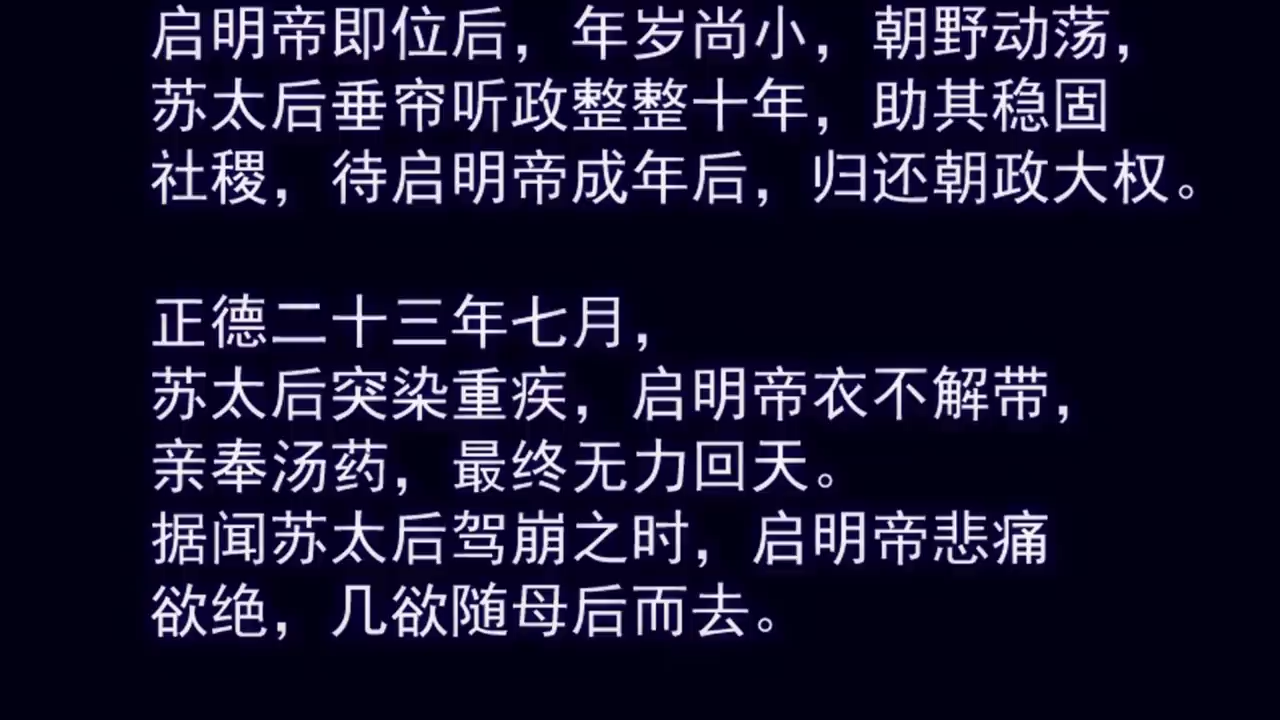 启明帝即位后，年岁尚小，朝野动荡，
苏太后垂帘听政整整十年，助其稳固
社稷，待启明帝成年后，归还朝政大权。
正德二十三年七月，
苏太后突染重疾，启明帝衣不解带，
亲奉汤药，最终无力回天。
据闻苏太后驾崩之时，启明帝悲痛
欲绝，几欲随母后而去。